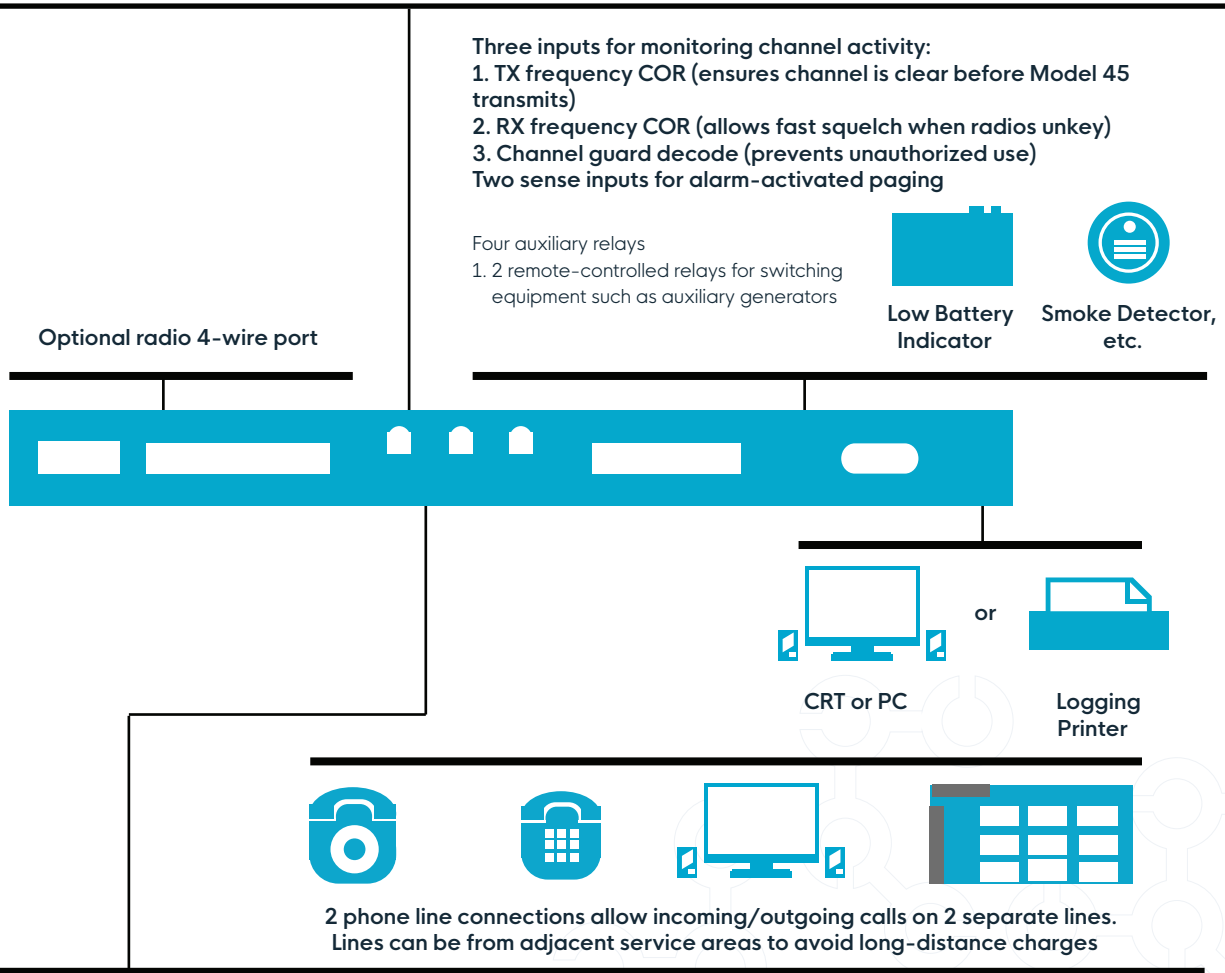 Three inputs for monitoring channel activity:
1. TX frequency COR (ensures channel is clear before Model 45
transmits)
2. RX frequency COR (allows fast squelch when radios unkey)
3. Channel guard decode (prevents unauthorized use)
Two sense inputs for alarm-activated paging
Four auxiliary relays
1. 2 remote-controlled relays for switching
equipment such as auxiliary generators
Low Battery
Indicator
Smoke Detector,
etc.
Optional radio 4-wire port
or
CRT or PC
Logging
Printer
2 phone line connections allow incoming/outgoing calls on 2 separate lines.
Lines can be from adjacent service areas to avoid long-distance charges